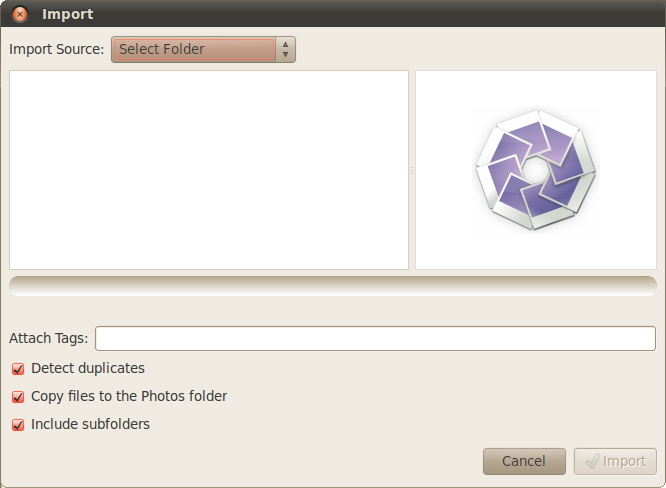 Import
Import Source: Select Folder
Attach Tags:
Detect duplicates
Copy files to the Photos folder
Include subfolders
Cancel Import